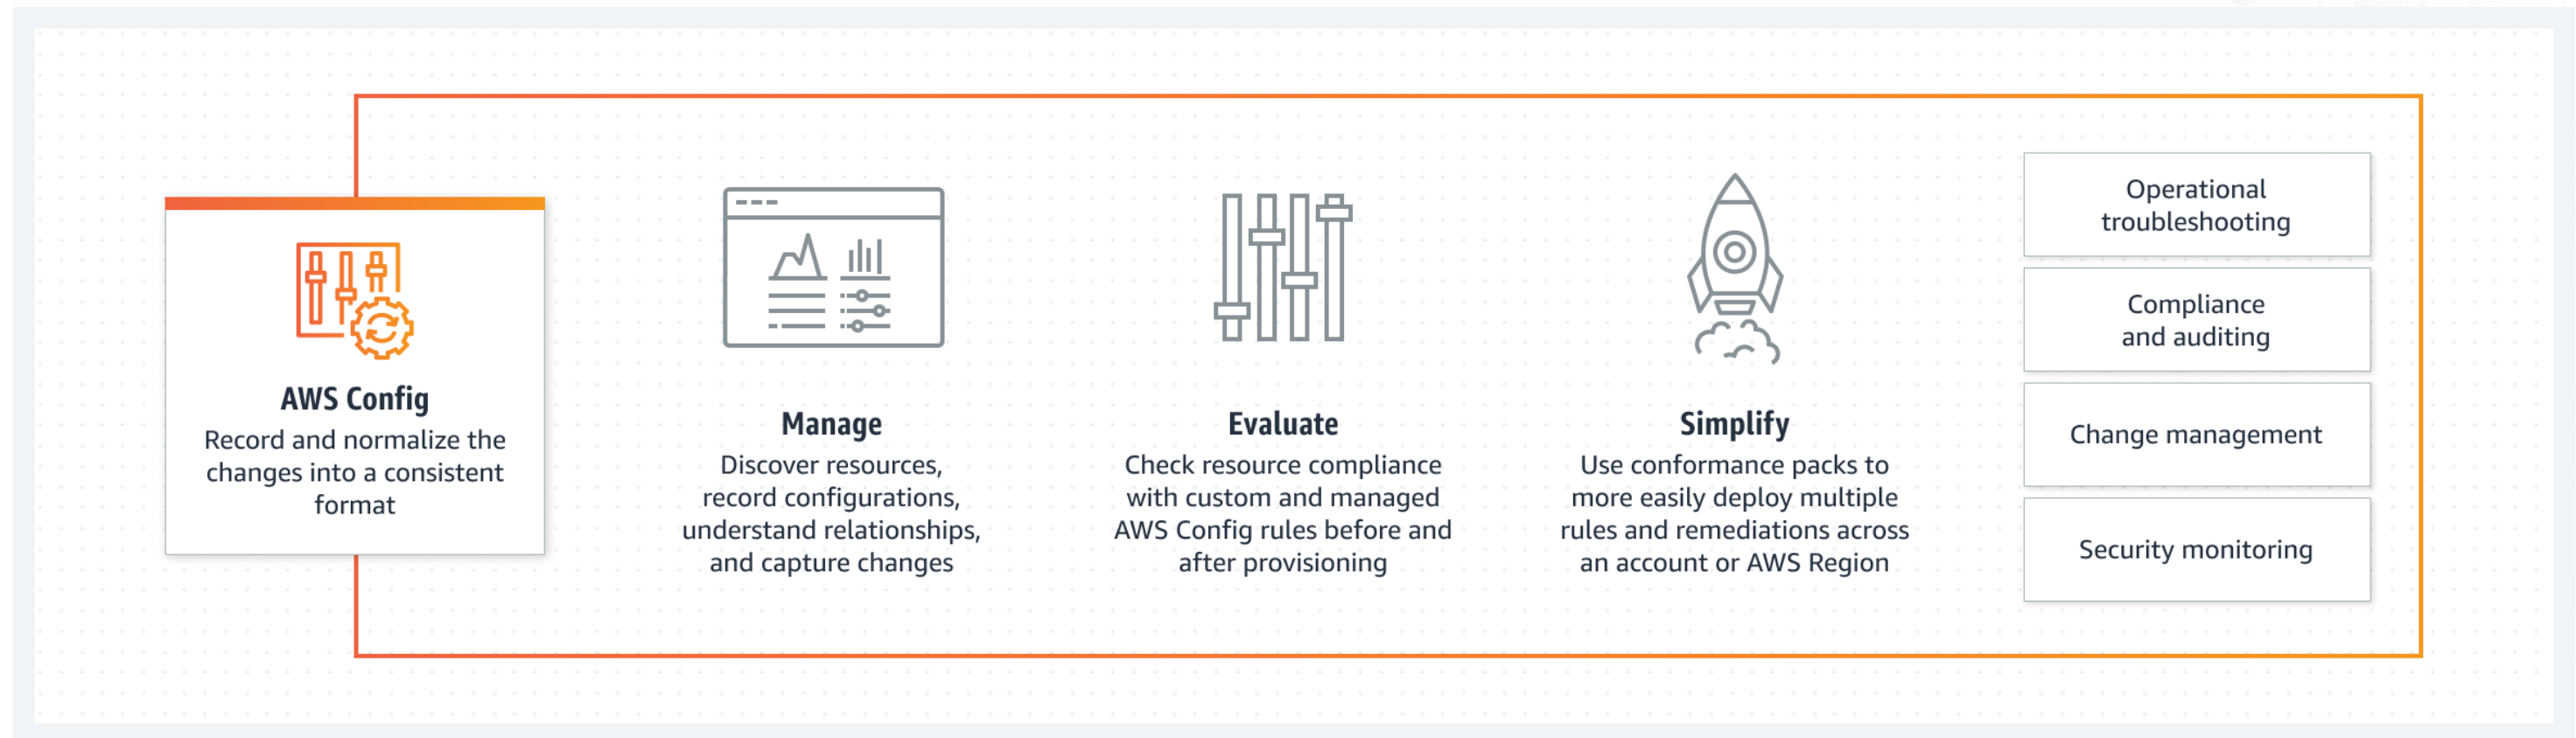 AWS Config
Record and normalize the
changes into a consistent
format
Manage
Discover resources,
record configurations,
understand relationships,
and capture changes
Evaluate
Check resource compliance
with custom and managed
AWS Config rules before and
after provisioning
Simplify
Use conformance packs to
more easily deploy multiple
rules and remediations across
an account or AWS Region
Operational
troubleshooting
Compliance
and auditing
Change management
Security monitoring